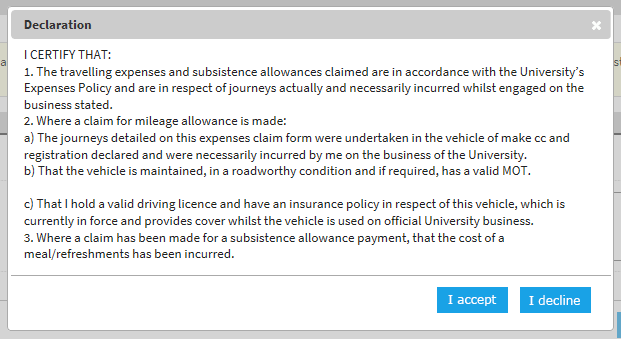 Declaration
I CERTIFY THAT:
1. The travelling expenses and subsistence allowances claimed are in accordance with the University's
Expenses Policy and are in respect of journeys actually and necessarily incurred whilst engaged on the
business stated.
2. Where a claim for mileage allowance is made:
a) The journeys detailed on this expenses claim form were undertaken in the vehicle of make cc and
registration declared and were necessarily incurred by me on the business of the University.
b) That the vehicle is maintained, in a roadworthy condition and if required, has a valid MOT.
c) That I hold a valid driving licence and have an insurance policy in respect of this vehicle, which is
currently in force and provides cover whilst the vehicle is used on official University business.
3. Where a claim has been made for a subsistence allowance payment, that the cost of a
meal/refreshments has been incurred.
I accept
I decline